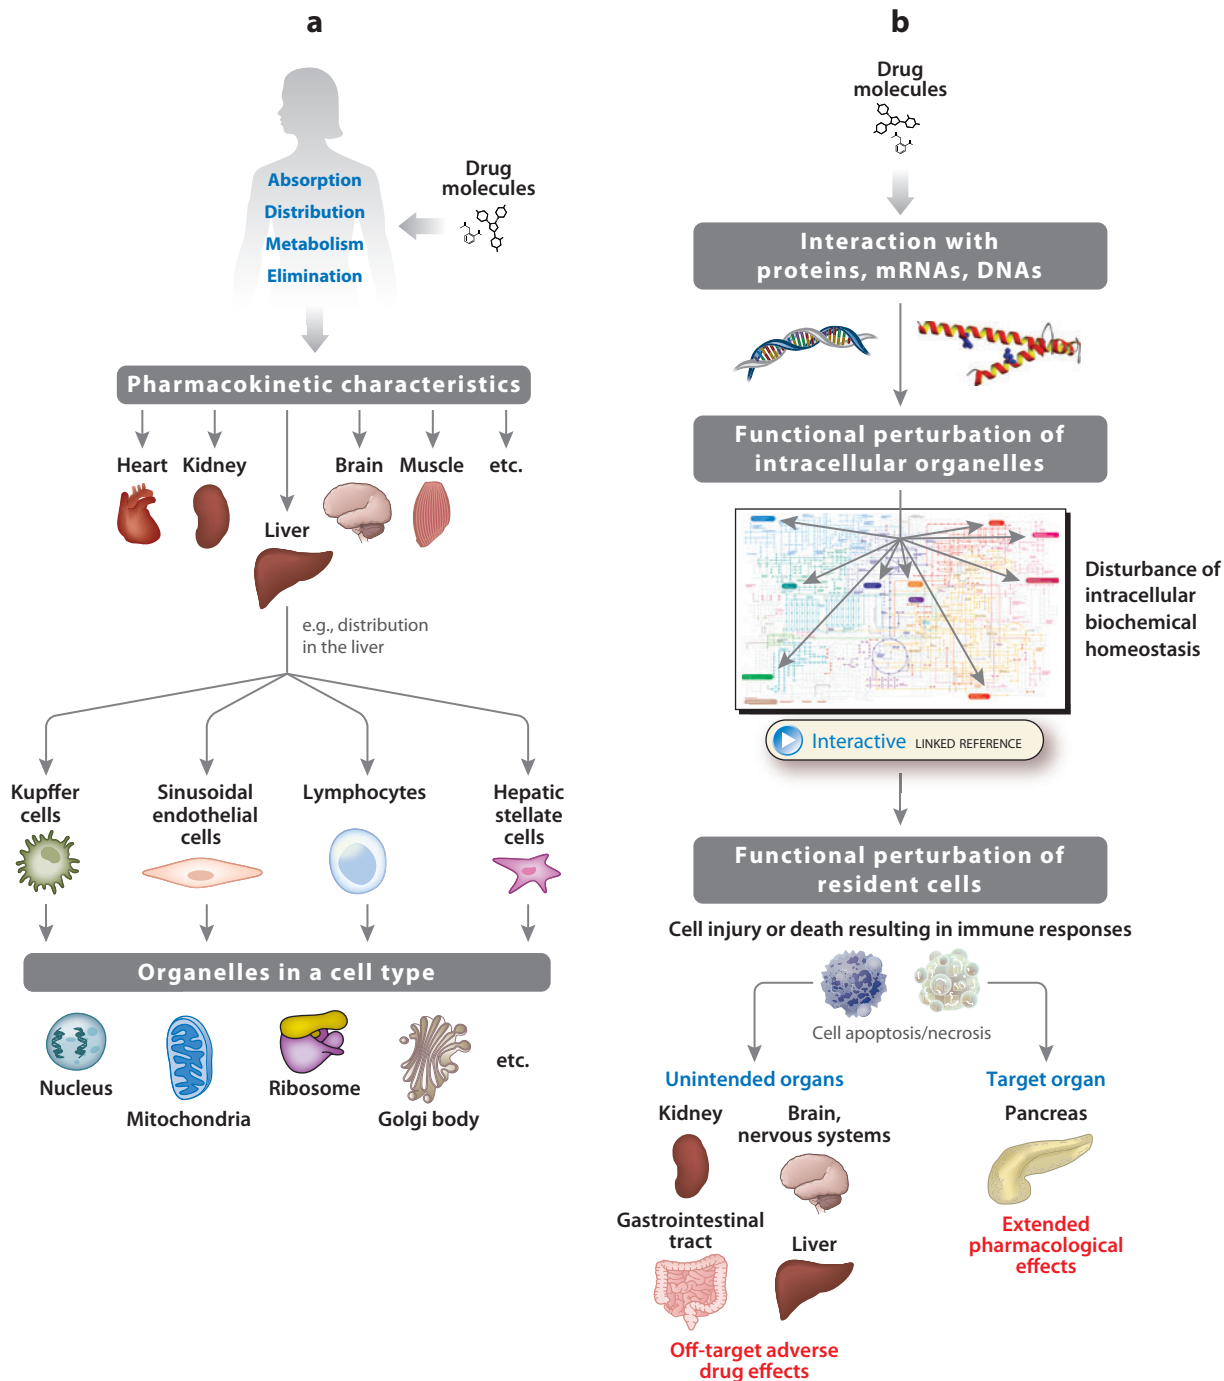 a
Drug
molecules
Absorption
Distribution
Metabolism
Elimination
Pharmacokinetic characteristics
Heart
Kidney
Brain
Muscle
etc.
Liver
e.g., distribution
in the liver
Kupffer
cells
Sinusoidal
endothelial
cells
Lymphocytes
Hepatic
stellate
cells
Organelles in a cell type
Nucleus
Mitochondria
Ribosome
Golgi body
etc.
b
Drug
molecules
Interaction with
proteins, mRNAs, DNAs
Functional perturbation of
intracellular organelles
Disturbance of
intracellular
biochemical
homeostasis
Interactive LINKED REFERENCE
Functional perturbation of
resident cells
Cell injury or death resulting in immune responses
Cell apoptosis/necrosis
Unintended organs
Target organ
Kidney
Brain,
nervous systems
Pancreas
Gastrointestinal
tract
Liver
Extended
pharmacological
effects
Off-target adverse
drug effects